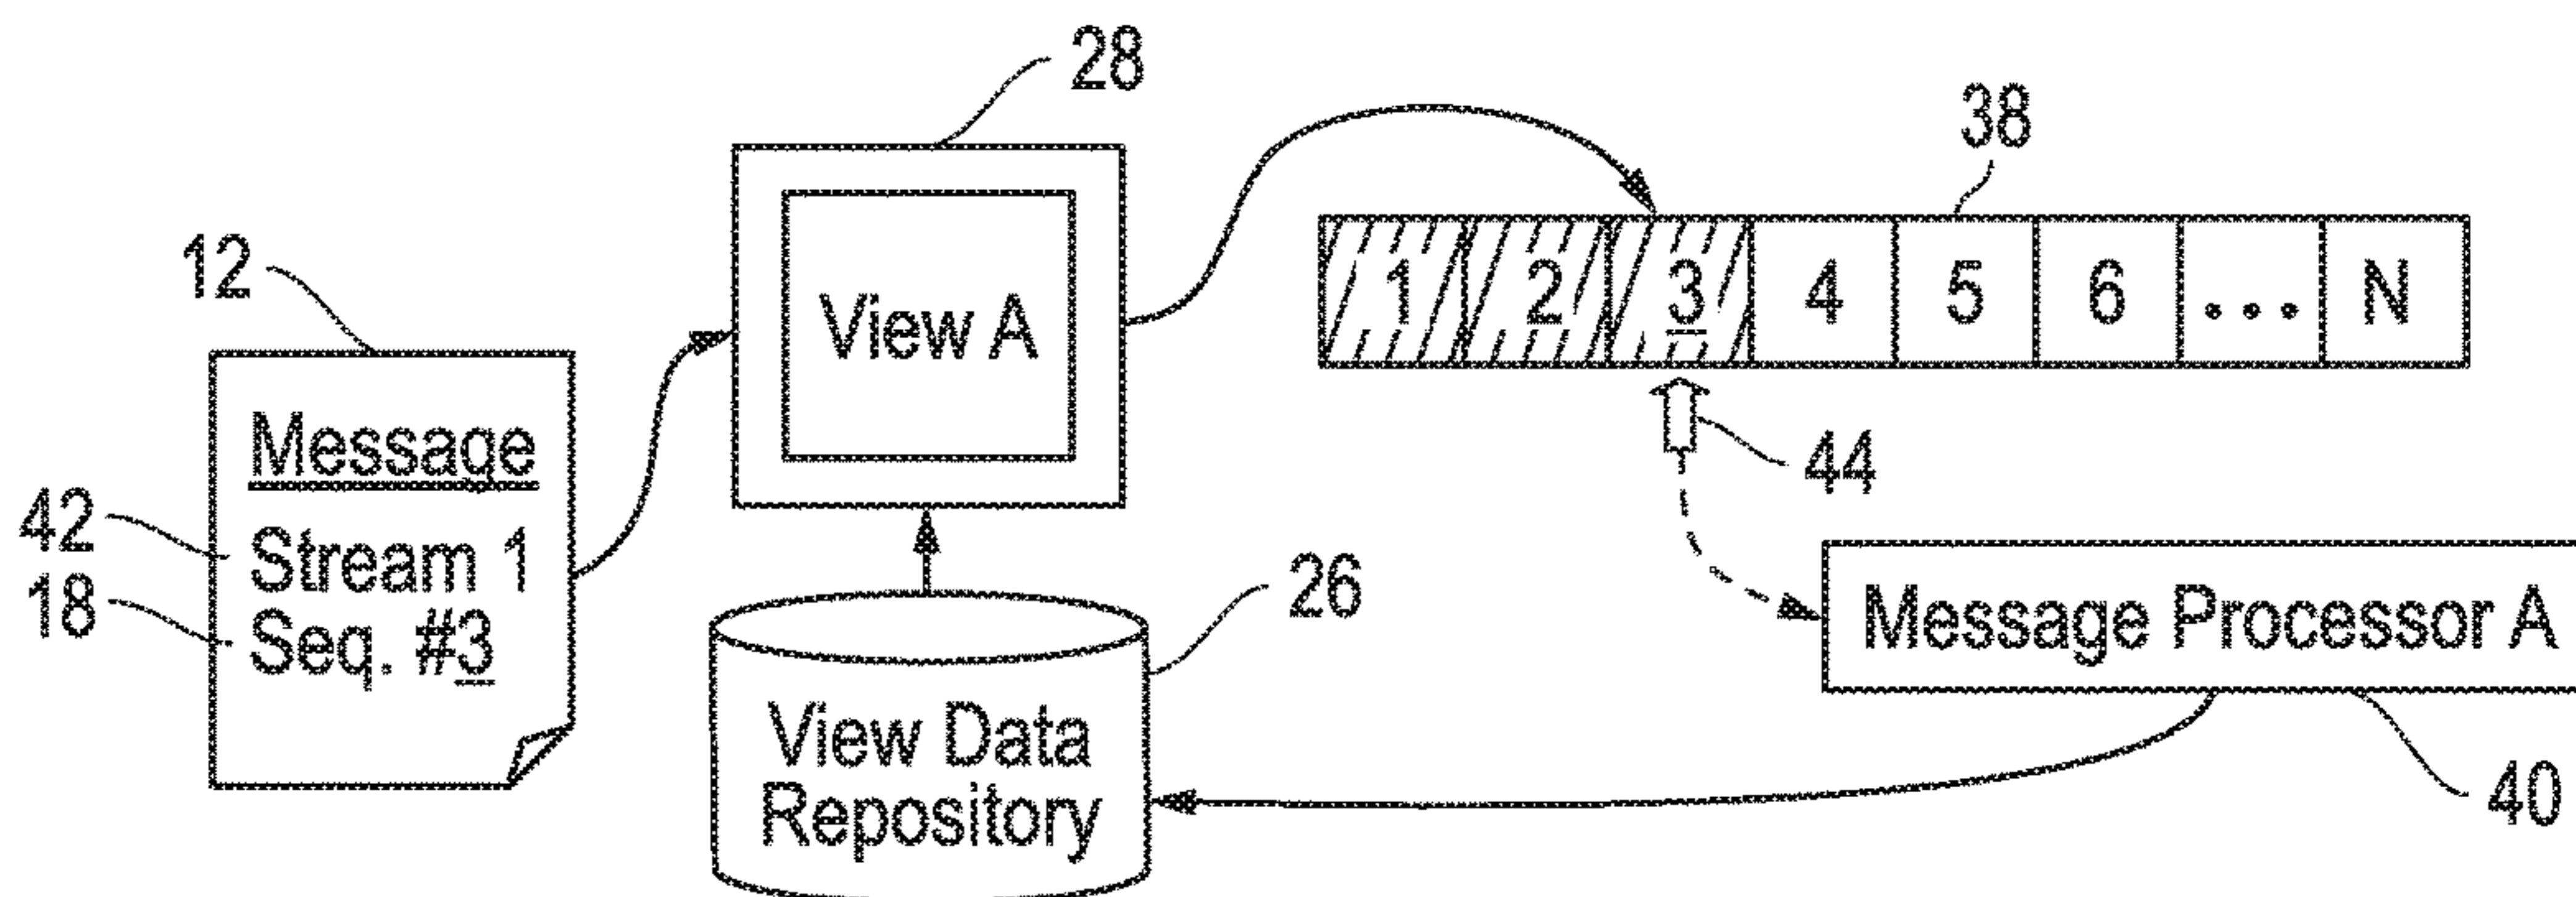 28
38
12
View A
1 2 3 4 5 6 ... N
Message
42
Stream 1
44
18
Seq. #3
26
Message Processor A
View Data
Repository
40